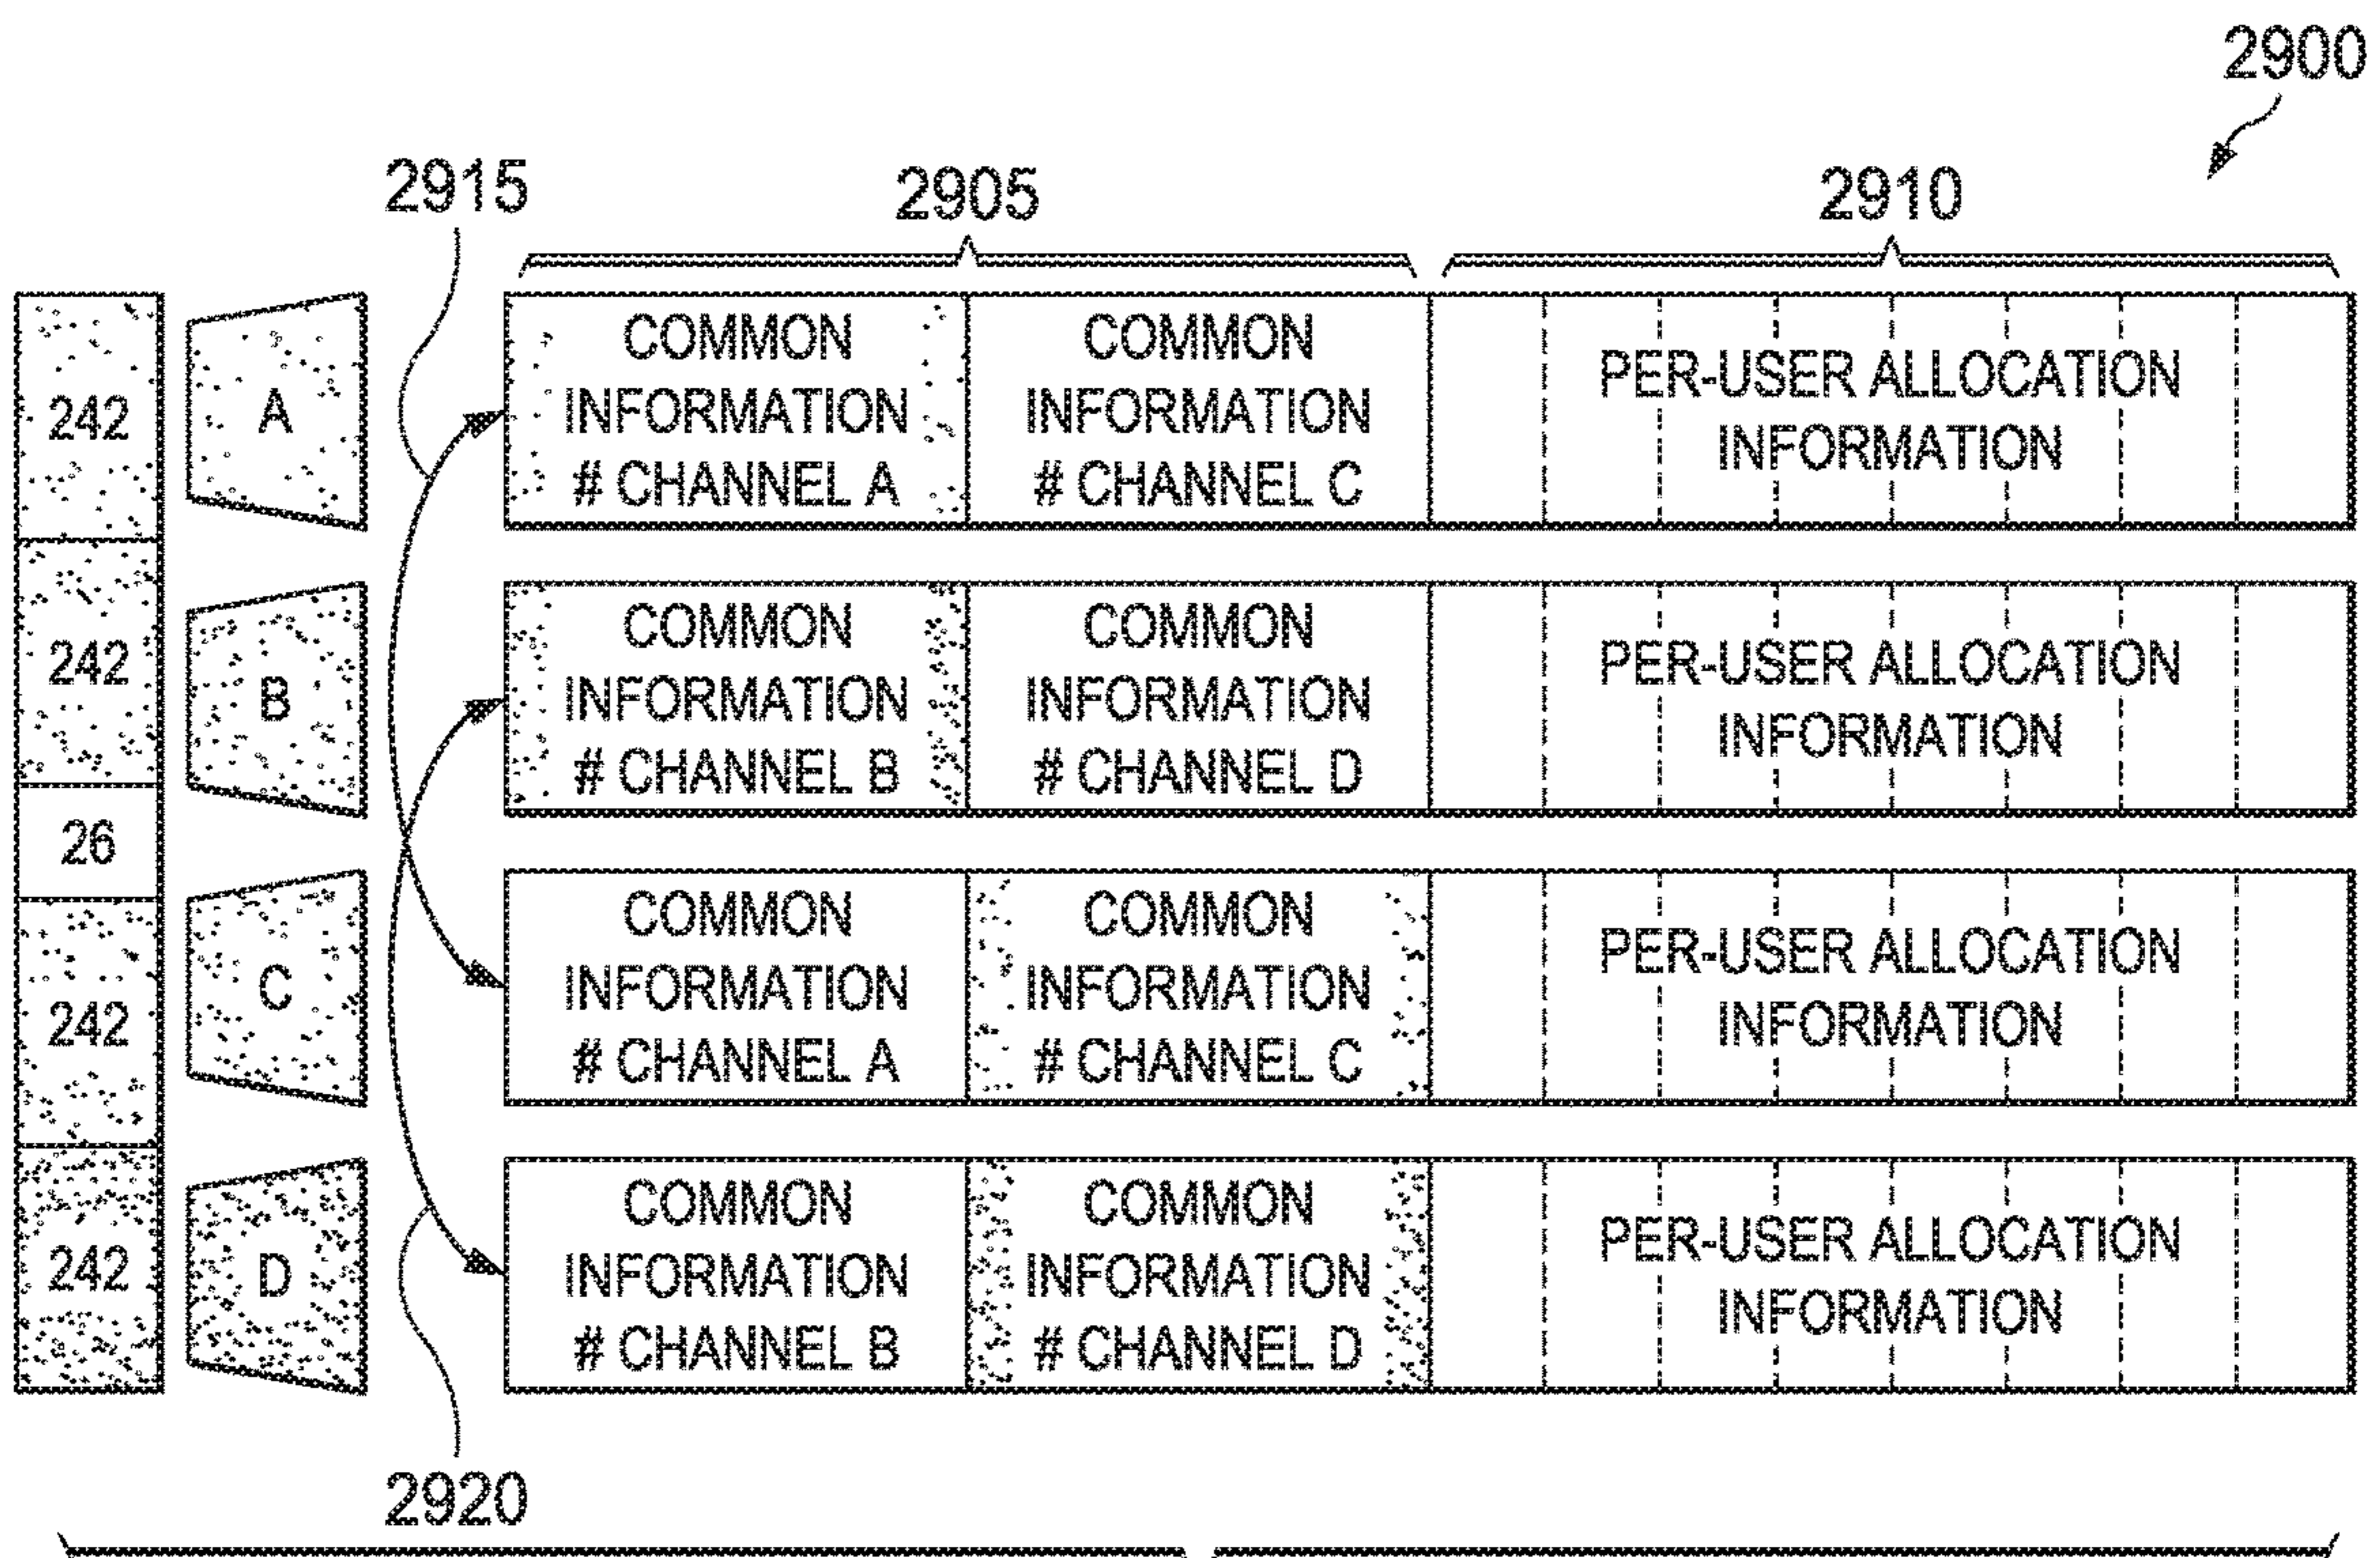 2900
2915
2905
2910
242
A
COMMON
INFORMATION
# CHANNEL A
COMMON
INFORMATION
# CHANNEL C
PER-USER ALLOCATION
INFORMATION
242
B
COMMON
INFORMATION
# CHANNEL B
COMMON
INFORMATION
# CHANNEL D
PER-USER ALLOCATION
INFORMATION
26
242
C
COMMON
INFORMATION
# CHANNEL A
COMMON
INFORMATION
# CHANNEL C
PER-USER ALLOCATION
INFORMATION
242
D
COMMON
INFORMATION
# CHANNEL B
COMMON
INFORMATION
# CHANNEL D
PER-USER ALLOCATION
INFORMATION
2920